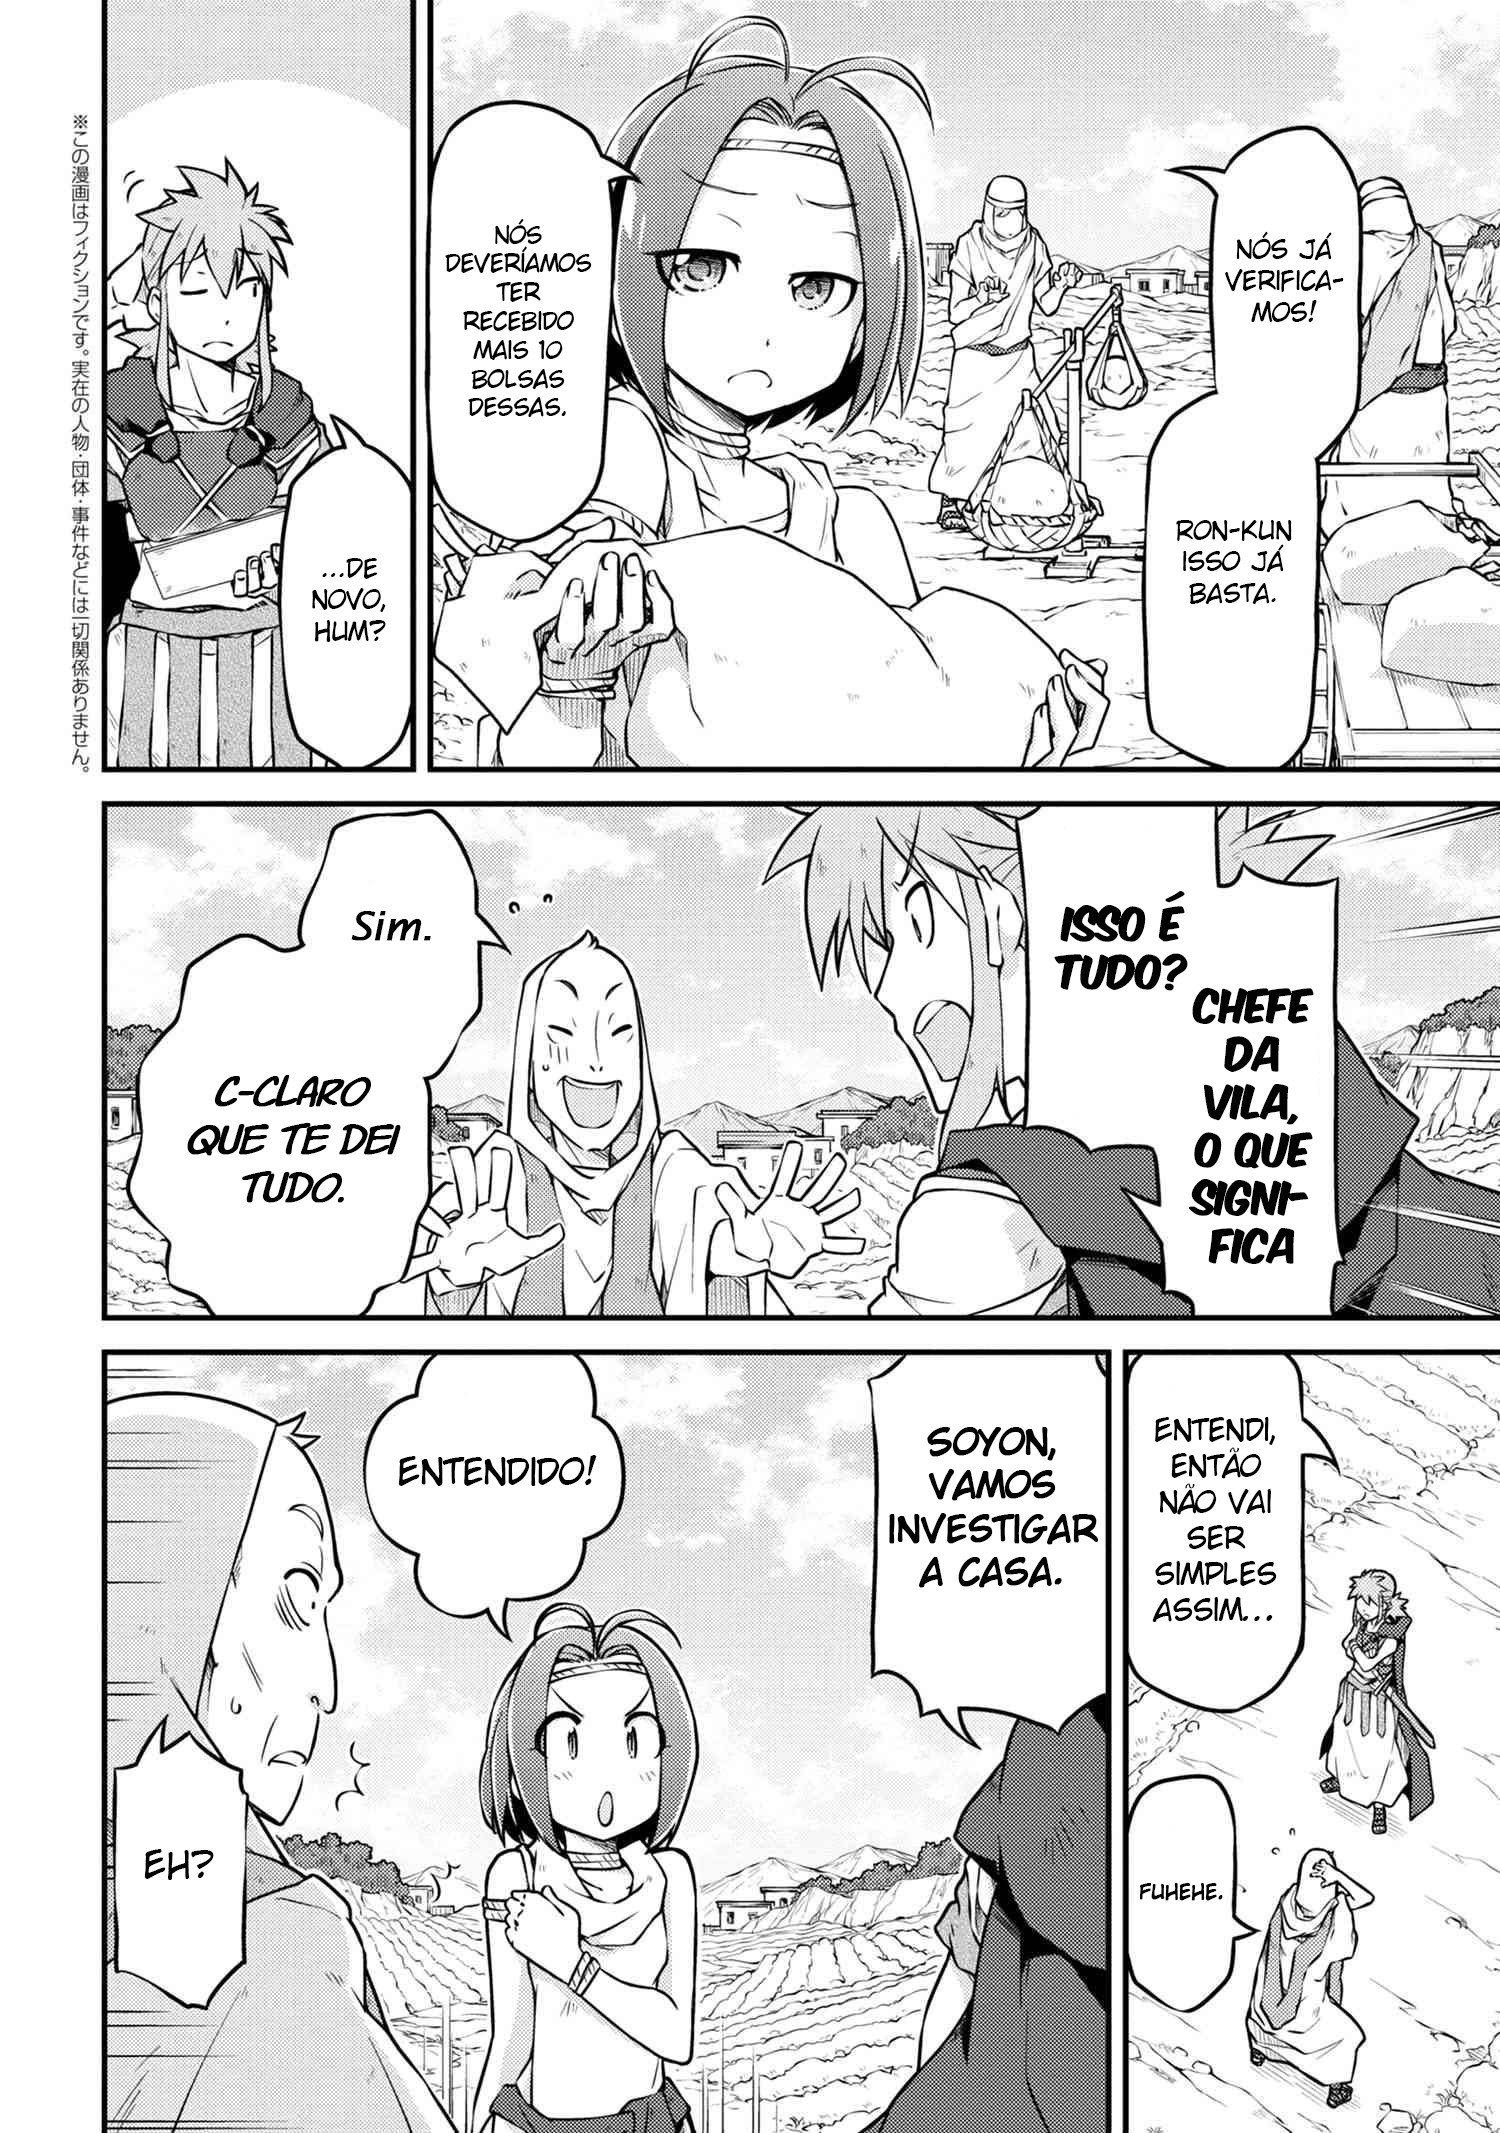 NÓS JÁ
VERIFICA-
MOS!
RON-KUN
ISSO JÁ
BASTA.
NÓS
DEVERÍAMOS
TER
RECEBIDO
MAIS 10
BOLSAS
DESSAS.
...DE
NOVO,
HUM?
※この漫画はフィクションです。実在の人物・団体・事件などには一切関係ありません。
CHEFE
DA
VILA,
O QUE
SIGNI-
FICA
ISSO É
TUDO?
Sim.
C-CLARO
QUE TE DEI
TUDO.
ENTENDI,
ENTÃO
NÃO VAI
SER
SIMPLES
ASSIM...
FUHEHE.
SOYON,
VAMOS
INVESTIGAR
A CASA.
ENTENDIDO!
EH?